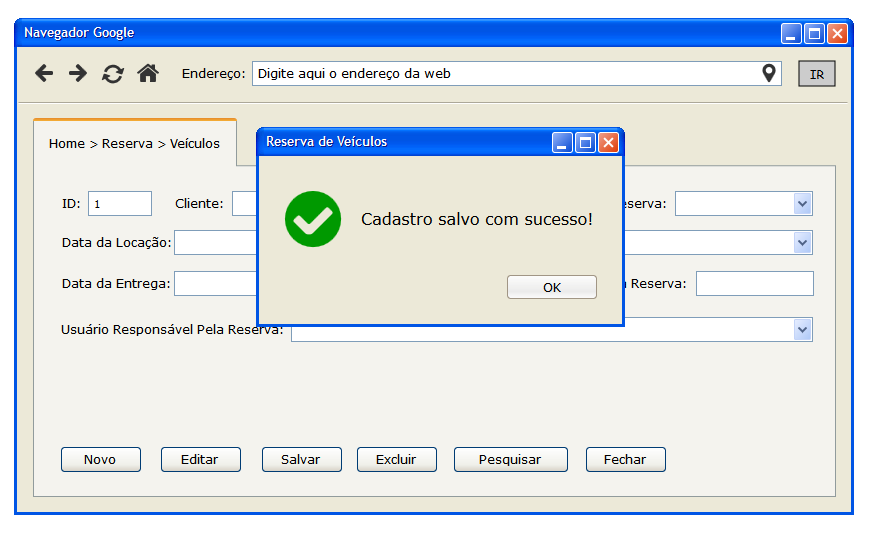 Navegador Google
Endereço: Digite aqui o endereço da web IR
Home > Reserva > Veículos
Reserva de Veículos
Cadastro salvo com sucesso!
OK
ID: 1 Cliente:
Data da Locação:
Data da Entrega: Reserva:
Usuário Responsável Pela Reserva:
Novo Editar Salvar Excluir Pesquisar Fechar